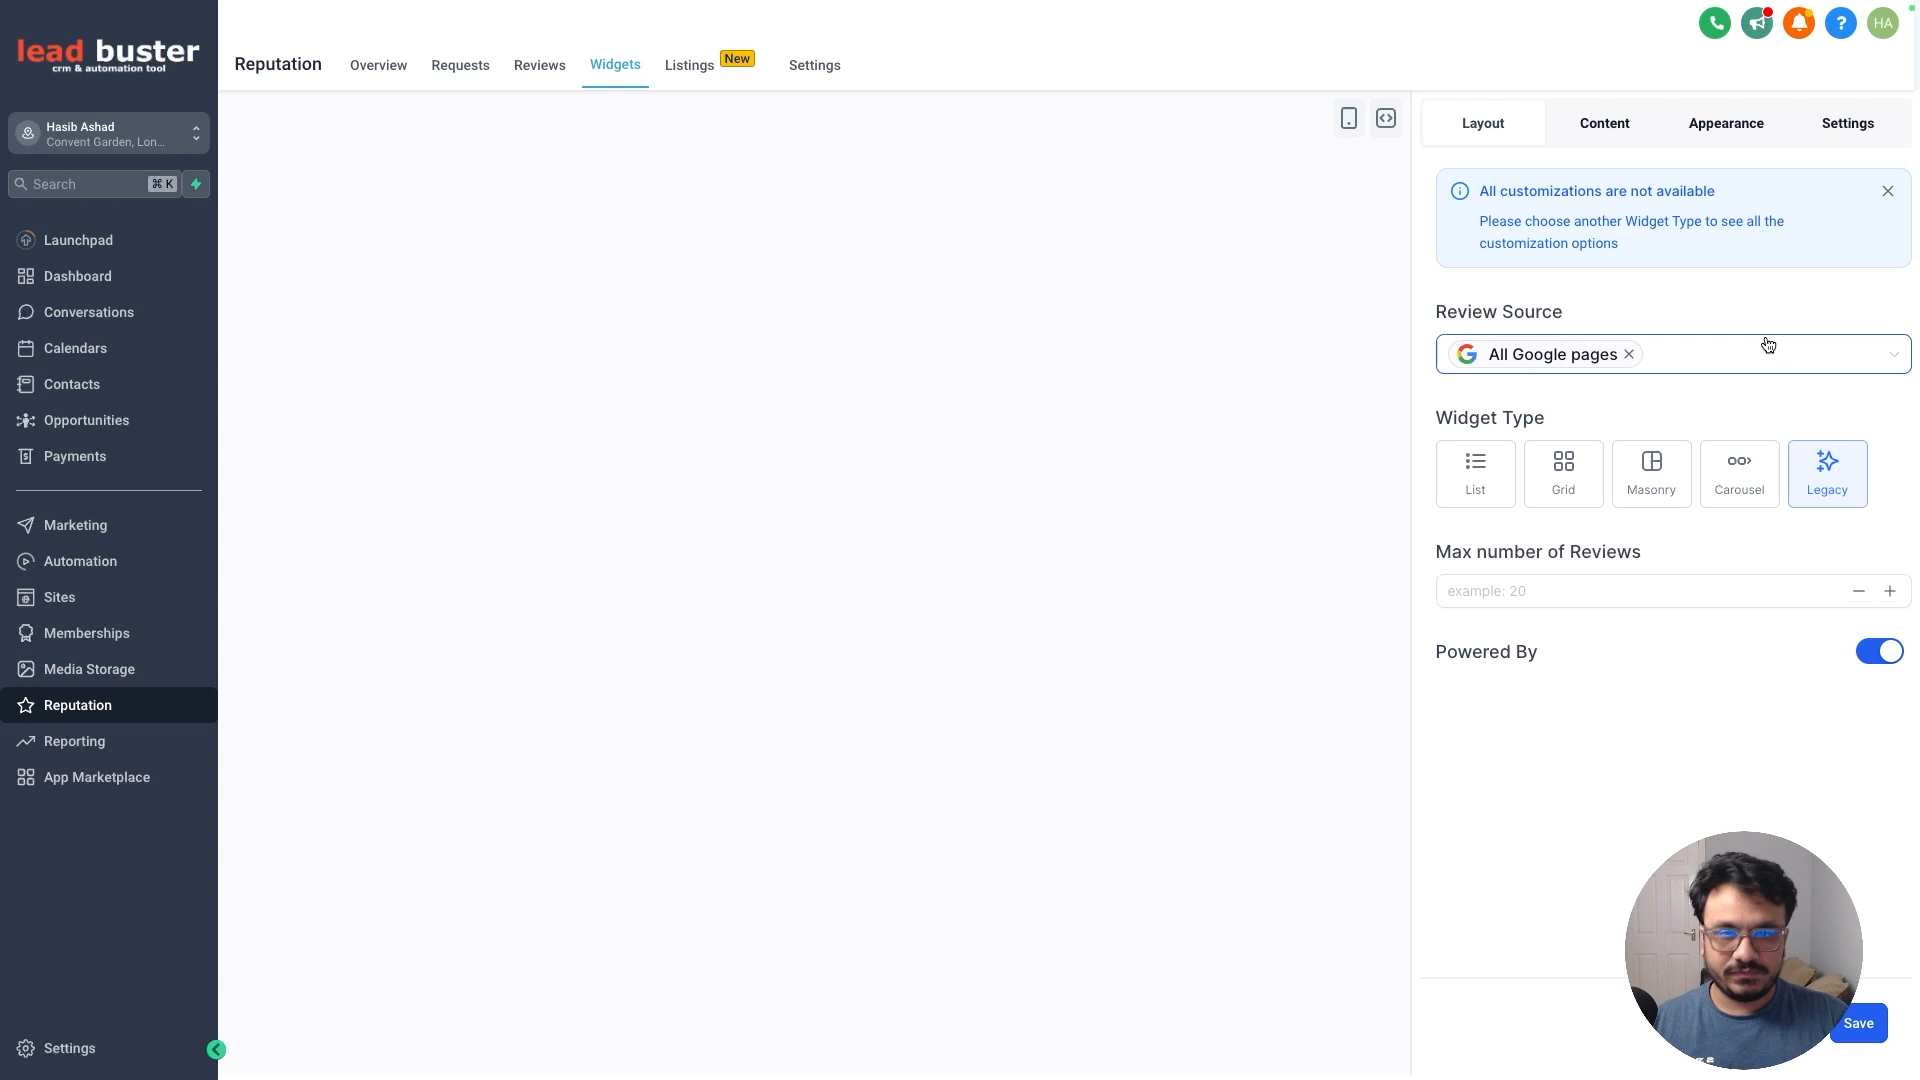 lead buster
crm & automation tool
Hasib Ashad
Convent Garden, Lon...
Search
⌘ K
Launchpad
Dashboard
Conversations
Calendars
Contacts
Opportunities
Payments
Marketing
Automation
Sites
Memberships
Media Storage
Reputation
Reporting
App Marketplace
Settings
Reputation
Overview
Requests
Reviews
Widgets
Listings
New
Settings
?
HA
Layout
Content
Appearance
Settings
All customizations are not available
Please choose another Widget Type to see all the
customization options
Review Source
All Google pages
Widget Type
List
Grid
Masonry
Carousel
Legacy
Max number of Reviews
example: 20
Powered By
Save